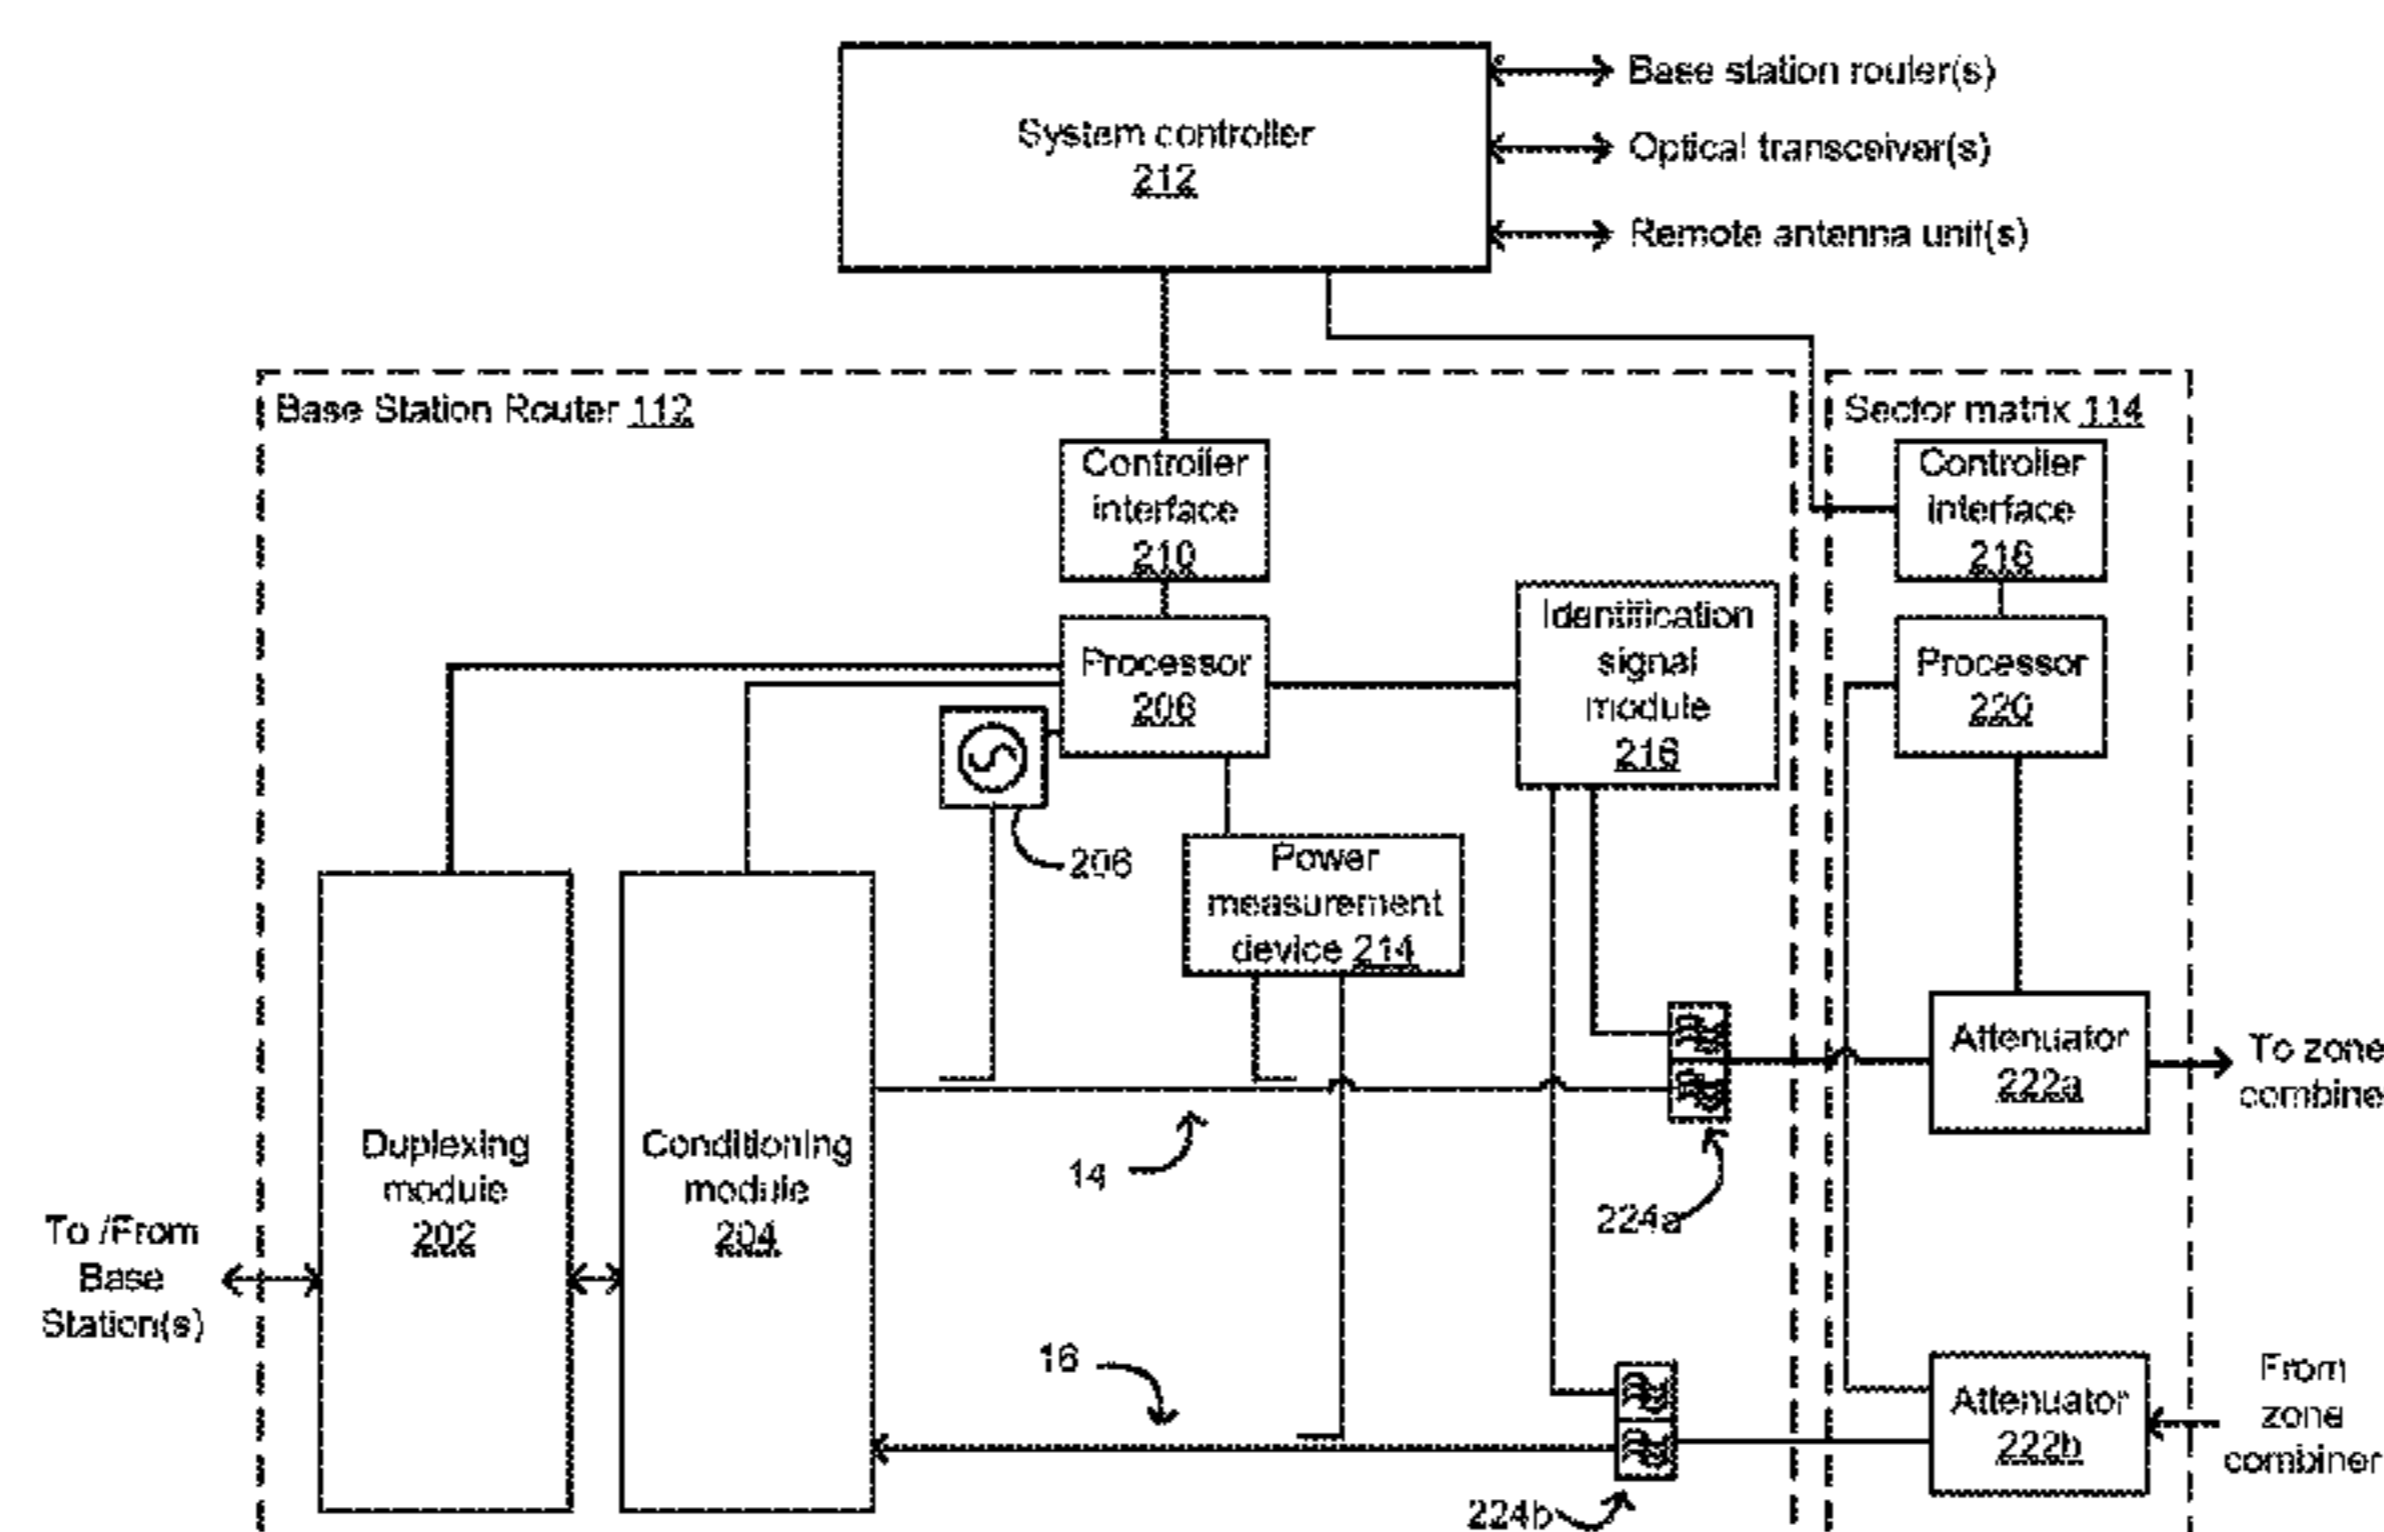 Base station router(s)
System controller
212
Optical transceiver(s)
Remote antenna unit(s)
Base Station Router 112
Sector matrix 114
Controller
interface
210
Controller
interface
218
Identification
signal
module
216
Processor
208
Processor
220
206
Power
measurement
device 214
Attenuator
222a
To zone
combine
Duplexing
module
202
Conditioning
module
204
14
224a
To /From
Base
Station(s)
16
Attenuator
222b
From
zone
combiner
224b